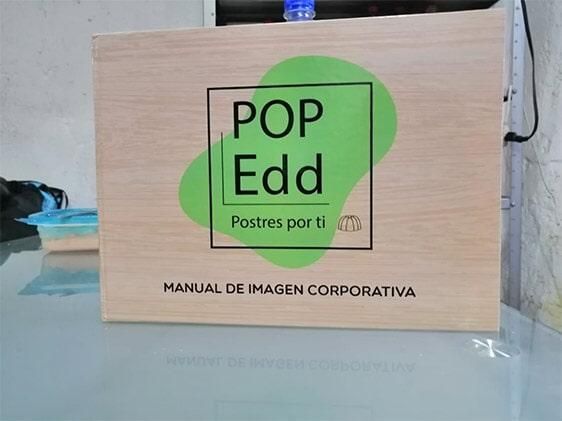 POP
Edd
Postres por ti
MANUAL DE IMAGEN CORPORATIVA